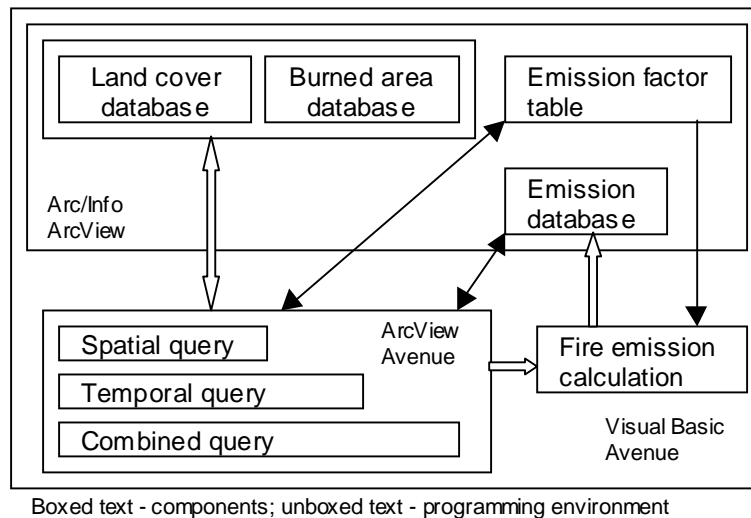 Land cover
database
Burned area
database
Emission factor
table
Arc/Info
ArcView
Emission
database
ArcView
Avenue
Spatial query
Temporal query
Combined query
Fire emission
calculation
Visual Basic
Avenue
Boxed text - components; unboxed text - programming environment